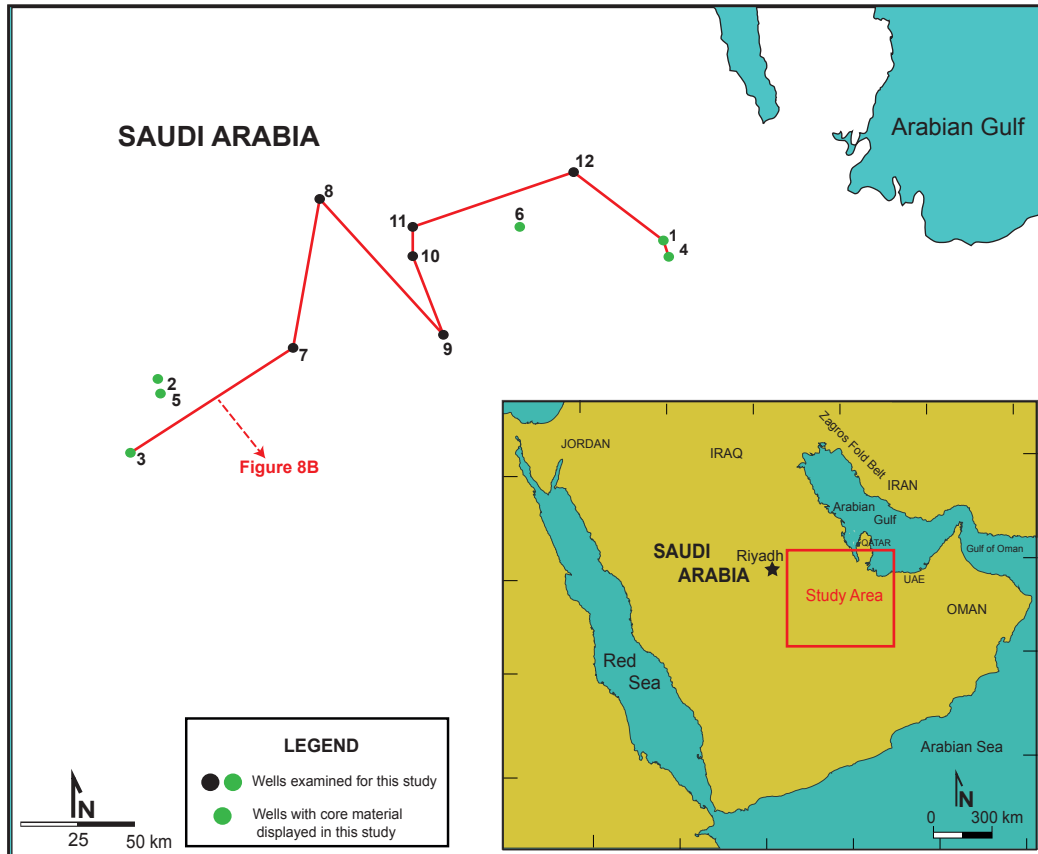 SAUDI ARABIA
Arabian Gulf
12
8
11
6
1
10
4
9
7
2
5
3
Figure 8B
LEGEND
Wells examined for this study
Wells with core material
displayed in this study
N
25
50 km
JORDAN
IRAQ
Zagros Fold Belt
IRAN
Arabian
Gulf
QATAR
Gulf of Oman
SAUDI
ARABIA
Riyadh
UAE
Study Area
OMAN
Red
Sea
Arabian Sea
N
0
300 km